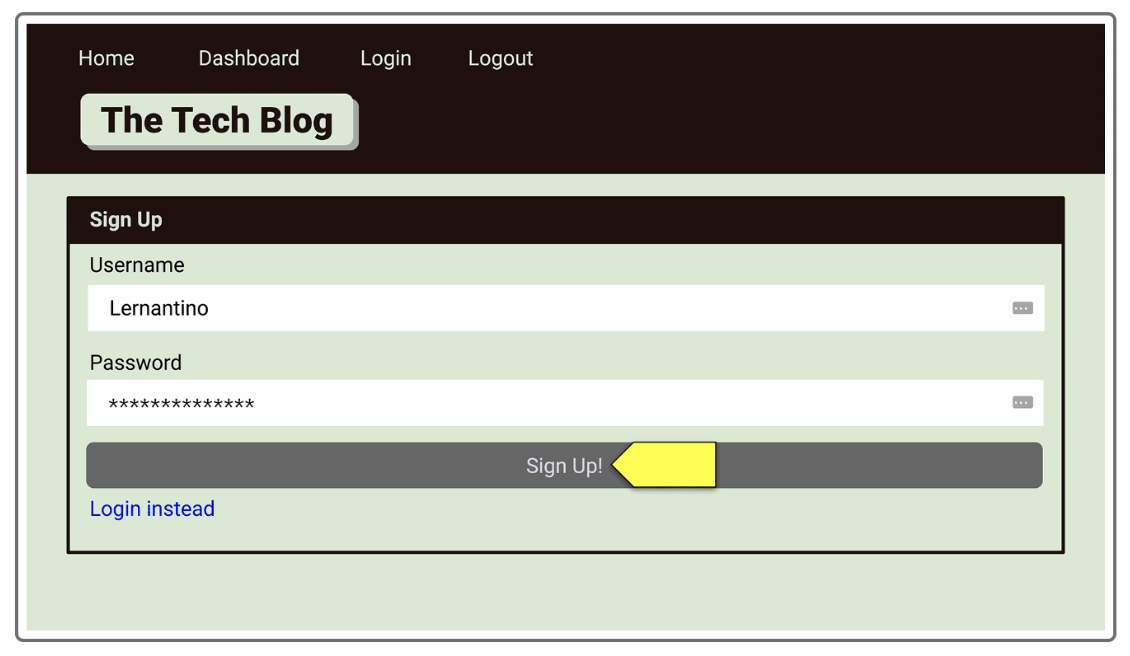 Home Dashboard Login Logout
The Tech Blog
Sign Up
Username
Lernantino
Password
**************
Sign Up!
Login instead